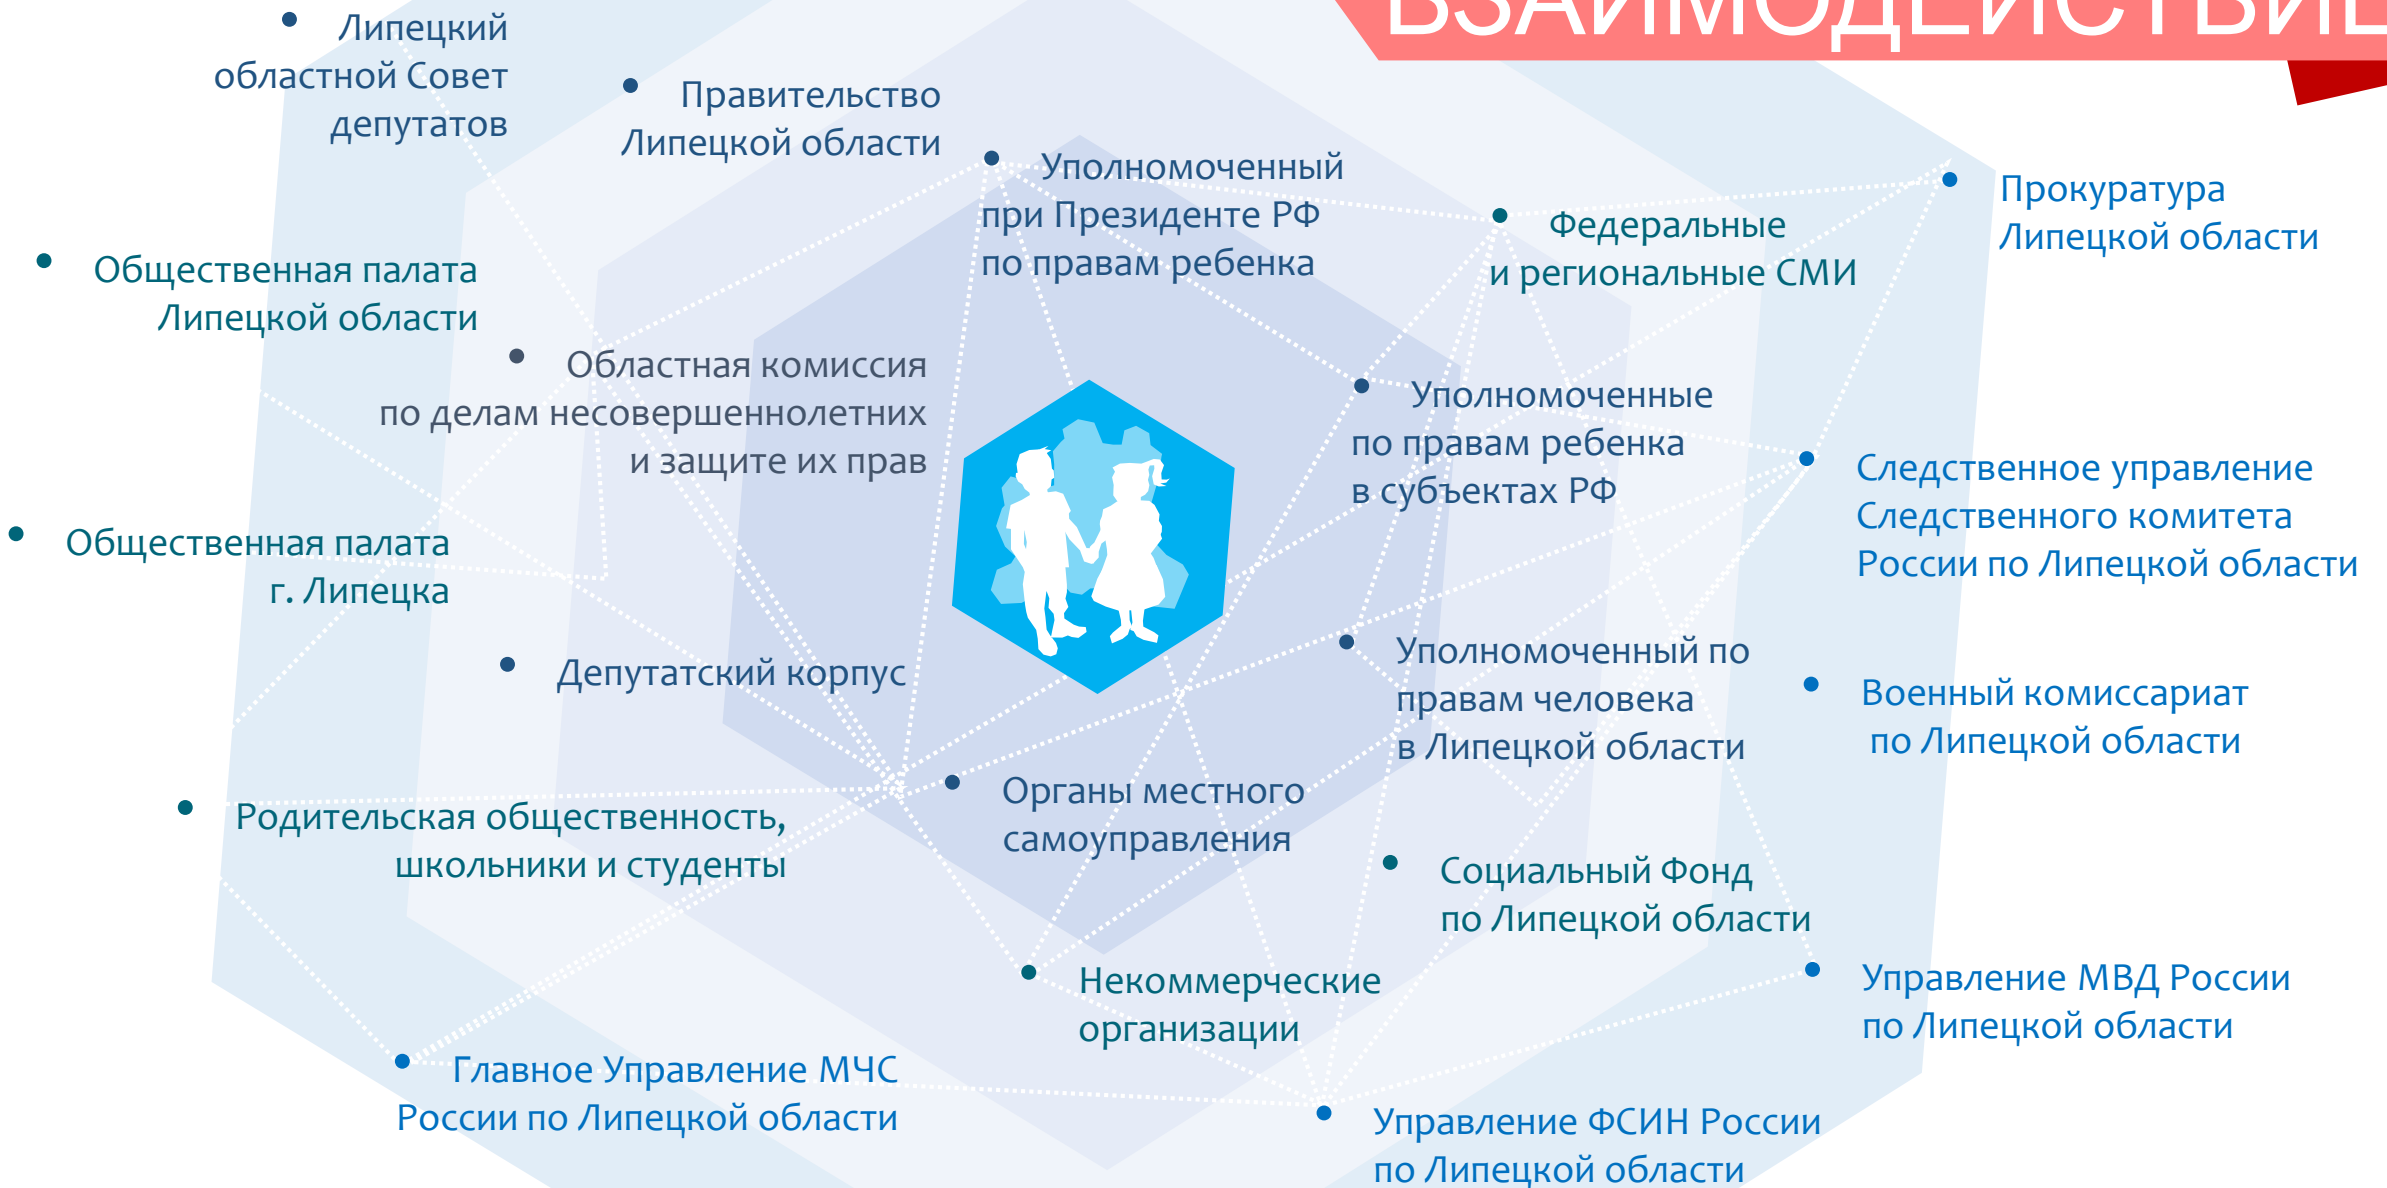 ВЗАИМОДЕЙСТВИЕ
Липецкий
областной Совет
депутатов
Правительство
Липецкой области
Уполномоченный
при Президенте РФ
по правам ребенка
Федеральные
и региональные СМИ
Прокуратура
Липецкой области
Общественная палата
Липецкой области
Областная комиссия
по делам несовершеннолетних
и защите их прав
Уполномоченные
по правам ребенка
в субъектах РФ
Следственное управление
Следственного комитета
России по Липецкой области
Общественная палата
г. Липецка
Депутатский корпус
Уполномоченный по
правам человека
в Липецкой области
Военный комиссариат
по Липецкой области
Органы местного
самоуправления
Родительская общественность,
школьники и студенты
Социальный Фонд
по Липецкой области
Некоммерческие
организации
Управление МВД России
по Липецкой области
Главное Управление МЧС
России по Липецкой области
Управление ФСИН России
по Липецкой области